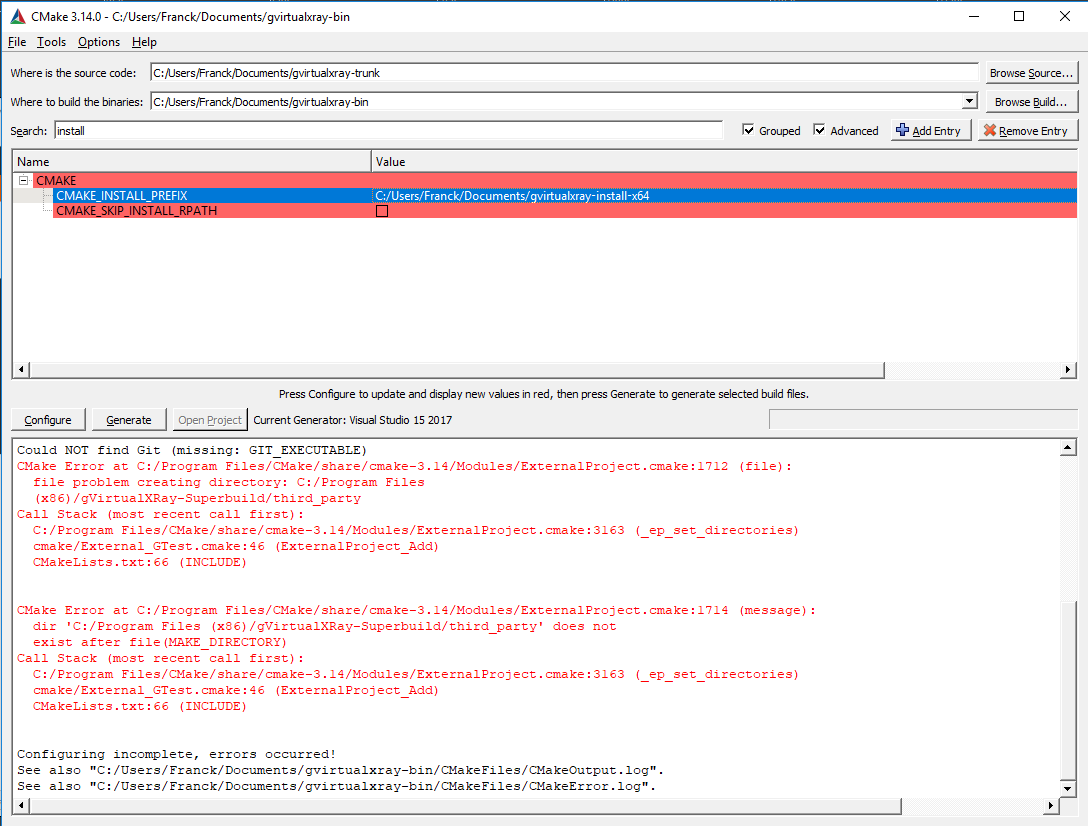 CMake 3.14.0 - C:/Users/Franck/Documents/gvirtualxray-bin
File Tools Options Help
Where is the source code: C:/Users/Franck/Documents/gvirtualxray-trunk Browse Source...
Where to build the binaries: C:/Users/Franck/Documents/gvirtualxray-bin Browse Build...
Search: install Grouped Advanced Add Entry Remove Entry
Name Value
CMAKE
CMAKE_INSTALL_PREFIX C:/Users/Franck/Documents/gvirtualxray-install-x64
CMAKE_SKIP_INSTALL_RPATH
Press Configure to update and display new values in red, then press Generate to generate selected build files.
Configure Generate Open Project Current Generator: Visual Studio 15 2017
Could NOT find Git (missing: GIT_EXECUTABLE)
CMake Error at C:/Program Files/CMake/share/cmake-3.14/Modules/ExternalProject.cmake:1712 (file):
file problem creating directory: C:/Program Files
(x86)/gVirtualXRay-Superbuild/third_party
Call Stack (most recent call first):
C:/Program Files/CMake/share/cmake-3.14/Modules/ExternalProject.cmake:3163 (_ep_set_directories)
cmake/External_GTest.cmake:46 (ExternalProject_Add)
CMakeLists.txt:66 (INCLUDE)
CMake Error at C:/Program Files/CMake/share/cmake-3.14/Modules/ExternalProject.cmake:1714 (message):
dir 'C:/Program Files (x86)/gVirtualXRay-Superbuild/third_party' does not
exist after file(MAKE_DIRECTORY)
Call Stack (most recent call first):
C:/Program Files/CMake/share/cmake-3.14/Modules/ExternalProject.cmake:3163 (_ep_set_directories)
cmake/External_GTest.cmake:46 (ExternalProject_Add)
CMakeLists.txt:66 (INCLUDE)
Configuring incomplete, errors occurred!
See also "C:/Users/Franck/Documents/gvirtualxray-bin/CMakeFiles/CMakeOutput.log".
See also "C:/Users/Franck/Documents/gvirtualxray-bin/CMakeFiles/CMakeError.log".